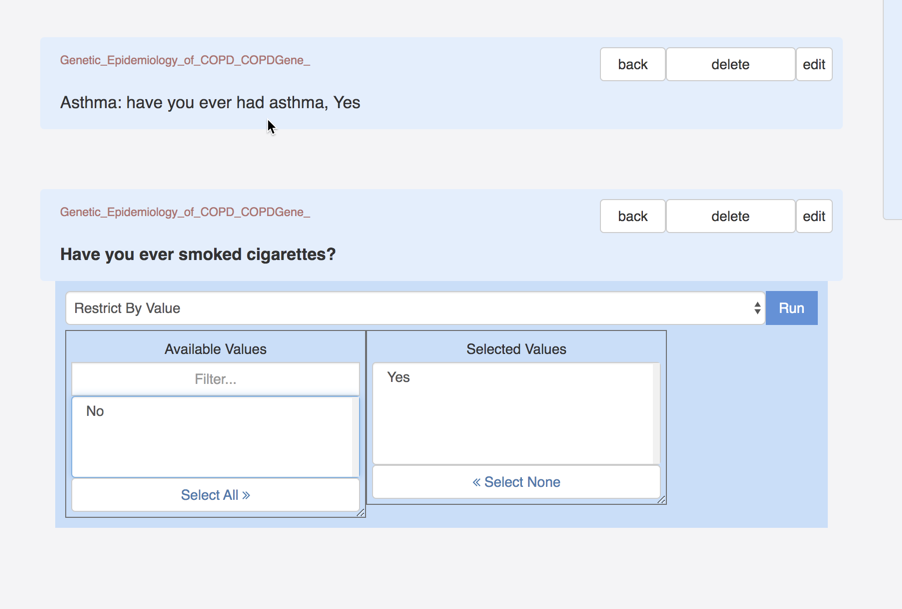 Genetic_Epidemiology_of_COPD_COPDGene_
back delete edit
Asthma: have you ever had asthma, Yes
Genetic_Epidemiology_of_COPD_COPDGene_
back delete edit
Have you ever smoked cigarettes?
Restrict By Value
Run
Available Values
Filter...
No
Select All »
Selected Values
Yes
« Select None